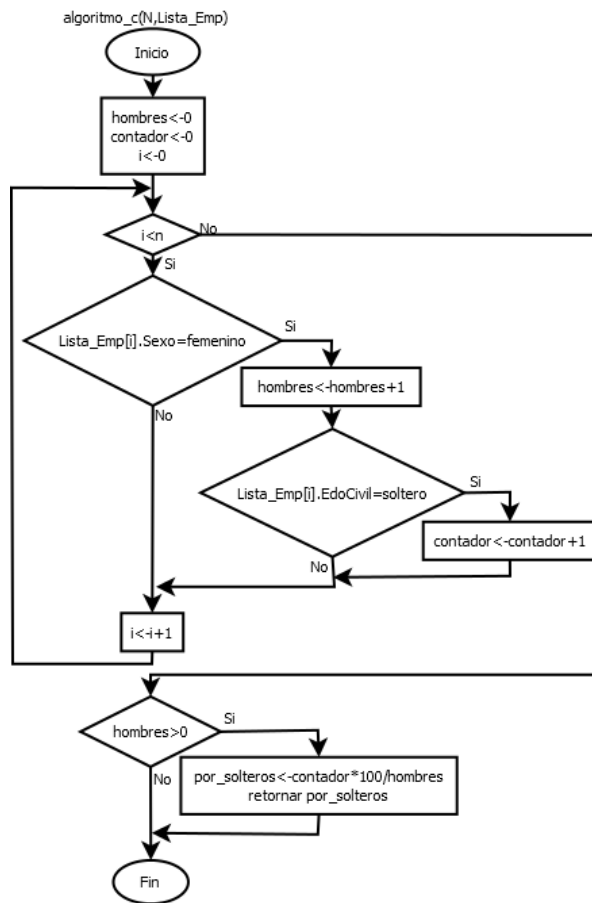 algoritmo_c(N,Lista_Emp)
Inicio
hombres<-0
contador<-0
i<-0
i<n
No
Si
Lista_Emp[i].Sexo=femenino
Si
hombres<-hombres+1
No
Lista_Emp[i].EdoCivil=soltero
Si
contador<-contador+1
No
i<-i+1
hombres>0
Si
por_solteros<-contador*100/hombres
retornar por_solteros
No
Fin